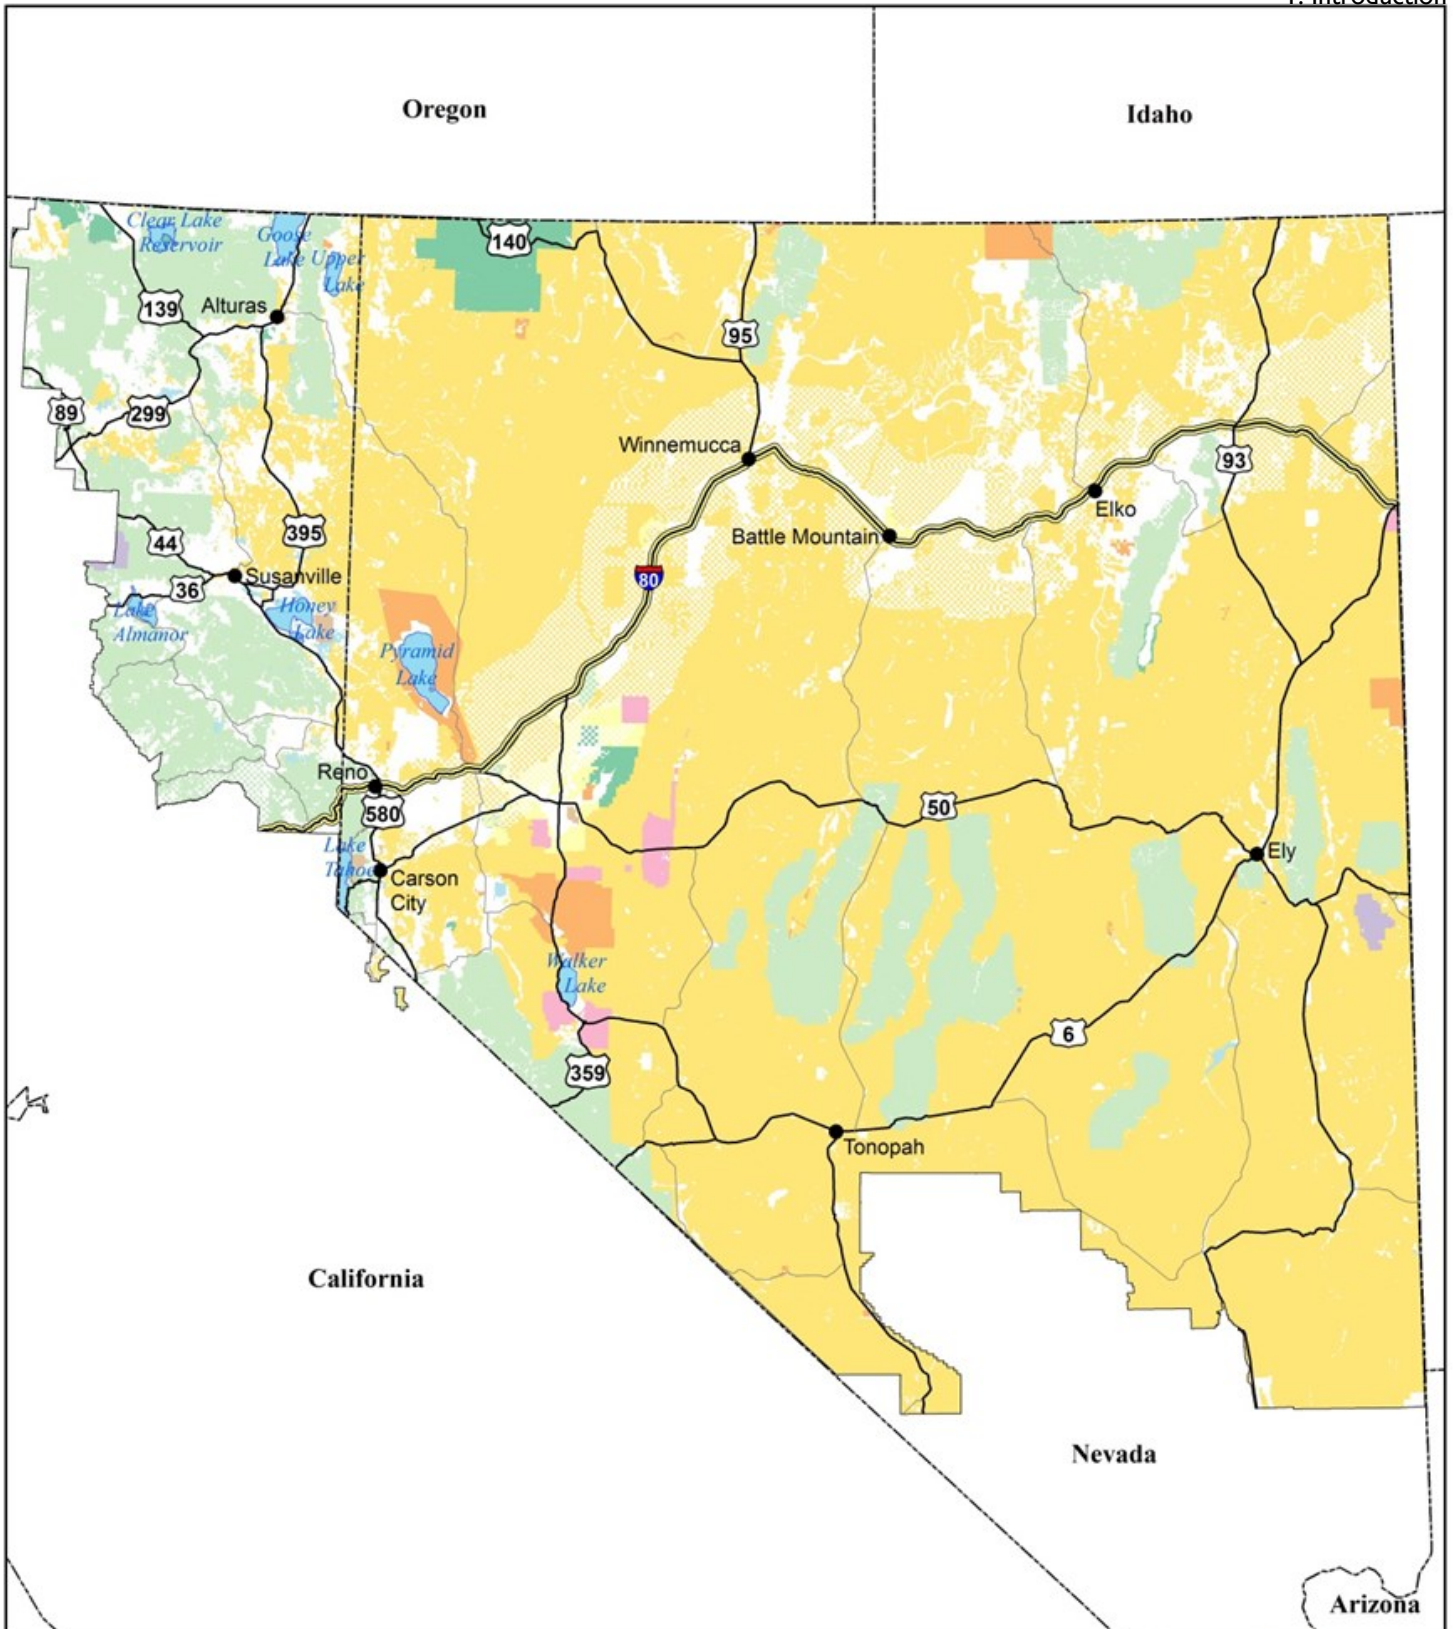 1. Introduction
Oregon
Idaho
Clear Lake
Reservoir
Goose
Lake
Upper
Lake
140
139
Alturas
95
89
299
Winnemucca
93
Elko
395
44
Battle Mountain
36
Susanville
80
Lake
Almanor
Honey
Lake
Pyramid
Lake
Reno
580
50
Lake
Tahoe
Ely
Carson
City
Walker
Lake
6
359
Tonopah
California
Nevada
Arizona